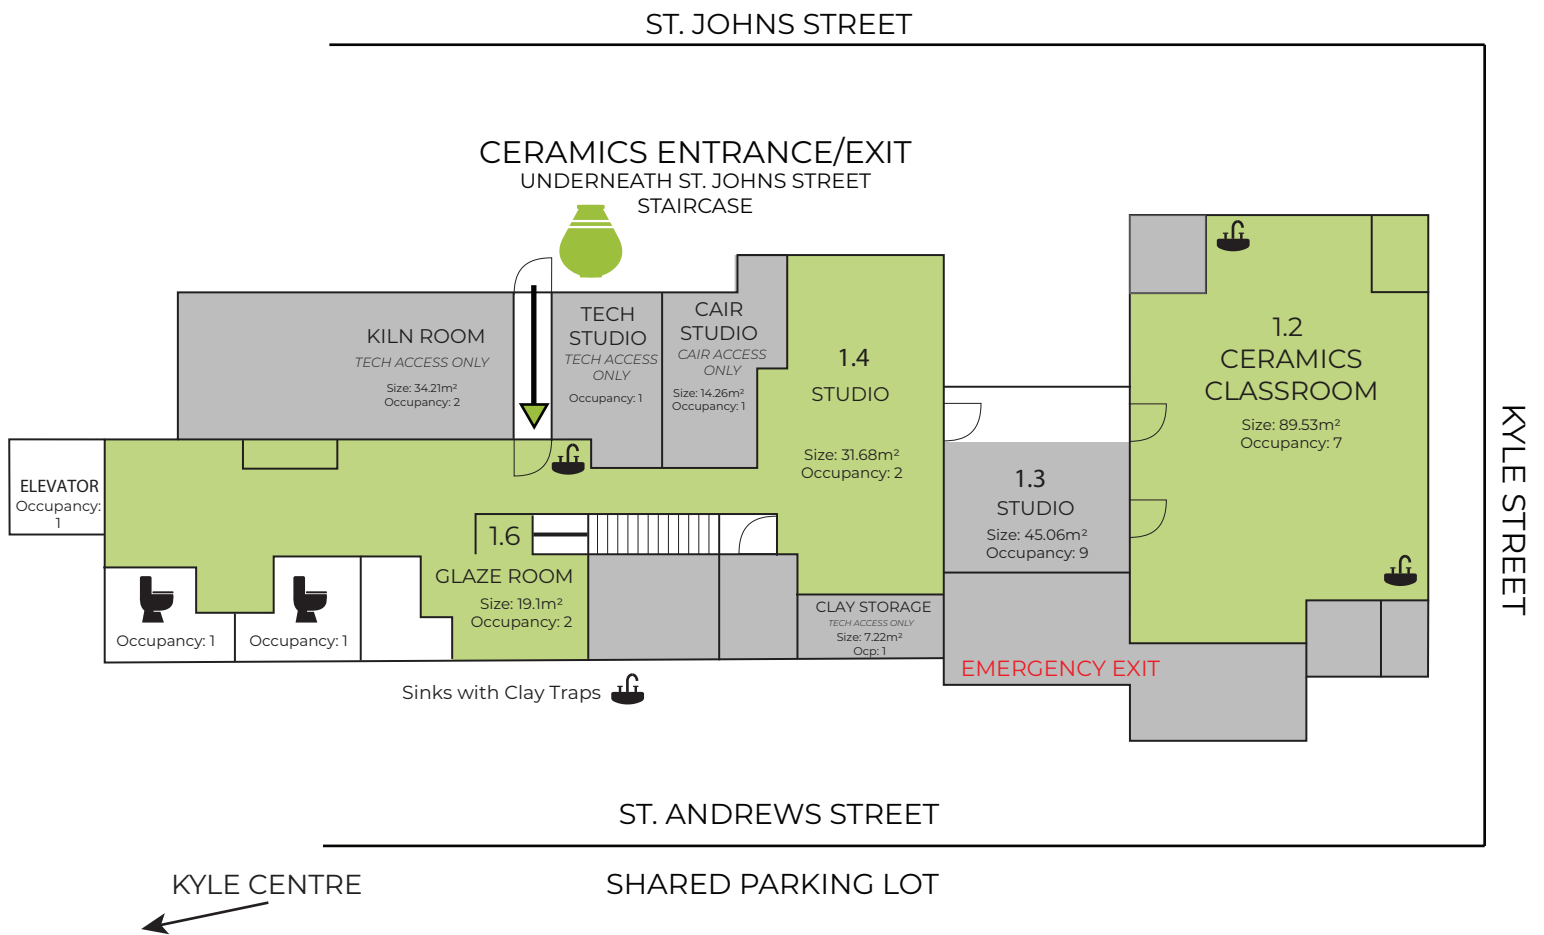 ST. JOHNS STREET
CERAMICS ENTRANCE/EXIT
UNDERNEATH ST. JOHNS STREET
STAIRCASE
KILN ROOM
TECH ACCESS ONLY
Size: 34.21m²
Occupancy: 2
TECH
STUDIO
TECH ACCESS
ONLY
Occupancy: 1
CAIR
STUDIO
CAIR ACCESS
ONLY
Size: 14.26m²
Occupancy: 1
1.4
STUDIO
Size: 31.68m²
Occupancy: 2
1.2
CERAMICS
CLASSROOM
Size: 89.53m²
Occupancy: 7
KYLE STREET
ELEVATOR
Occupancy:
1
1.3
STUDIO
Size: 45.06m²
Occupancy: 9
1.6
GLAZE ROOM
Size: 19.1m²
Occupancy: 2
Occupancy: 1
Occupancy: 1
CLAY STORAGE
TECH ACCESS ONLY
Size: 7.22m²
Ocp: 1
EMERGENCY EXIT
Sinks with Clay Traps
ST. ANDREWS STREET
KYLE CENTRE
SHARED PARKING LOT